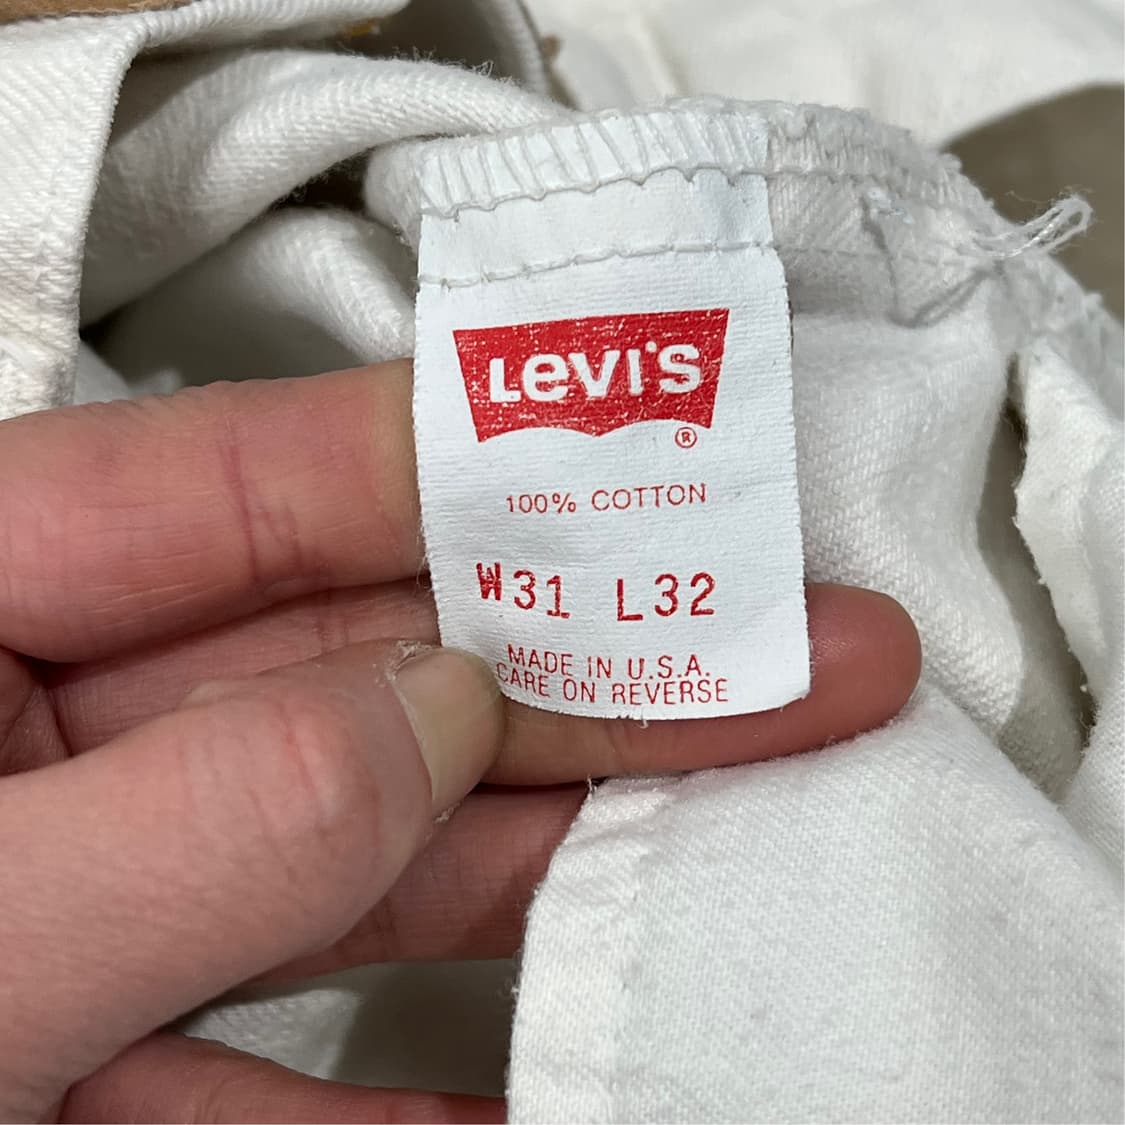 Levi's
®
100% COTTON
W31 L32
MADE IN U.S.A.
CARE ON REVERSE